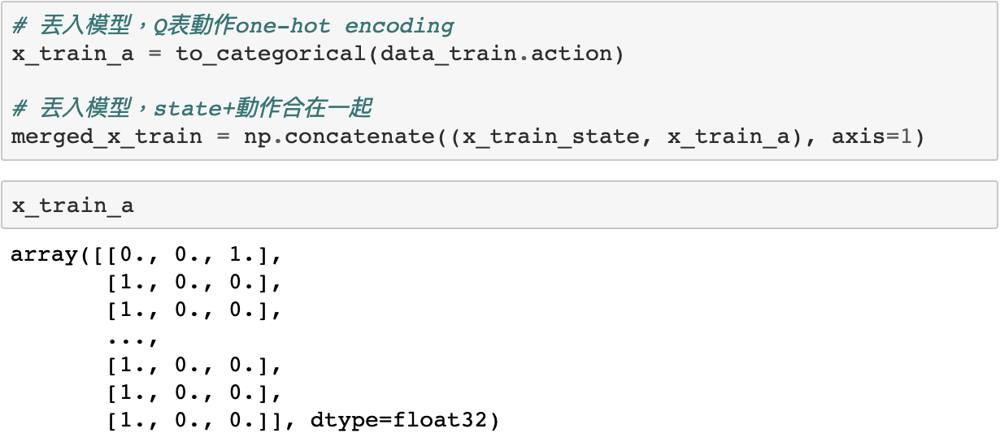 # 丟入模型，Q表動作one-hot encoding
x_train_a = to_categorical(data_train.action)
# 丟入模型，state+動作合在一起
merged_x_train = np.concatenate((x_train_state, x_train_a), axis=1)
x_train_a
array([[0., 0., 1.],
       [1., 0., 0.],
       [1., 0., 0.],
       ...,
       [1., 0., 0.],
       [1., 0., 0.],
       [1., 0., 0.]], dtype=float32)